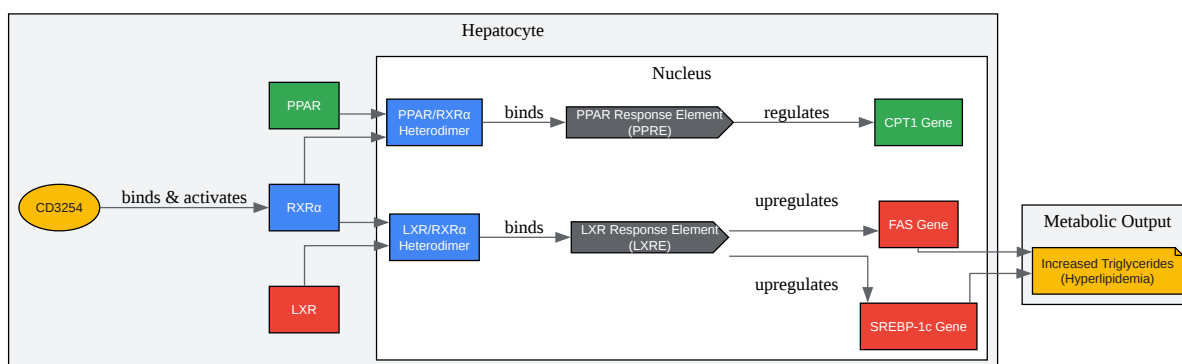 Hepatocyte
Nucleus
PPAR
PPAR/RXRα
Heterodimer
binds
PPAR Response Element
(PPRE)
regulates
CPT1 Gene
CD3254
binds & activates
RXRα
LXR/RXRα
Heterodimer
binds
LXR Response Element
(LXRE)
upregulates
FAS Gene
upregulates
SREBP-1c Gene
LXR
Metabolic Output
Increased Triglycerides
(Hyperlipidemia)